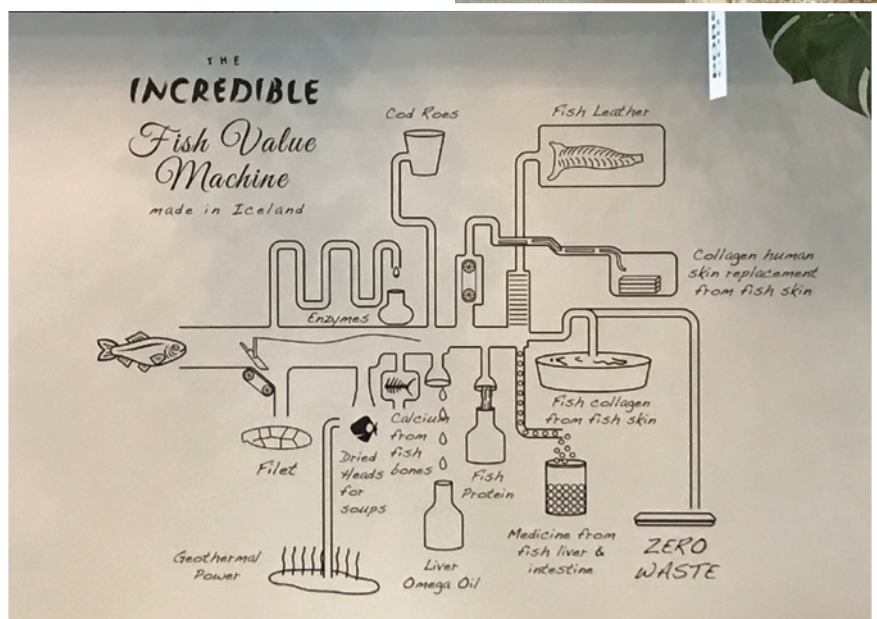 THE
INCREDIBLE
Fish Value
Machine
made in Iceland
Cod Roes
Fish Leather
Collagen human
skin replacement
from fish skin
Enzymes
Fish collagen
from fish skin
Filet
Dried
Heads
for
soups
Calcium
from
fish
bones
Fish
Protein
Medicine from
fish liver &
intestine
Liver
Omega Oil
Geothermal
Power
ZERO
WASTE